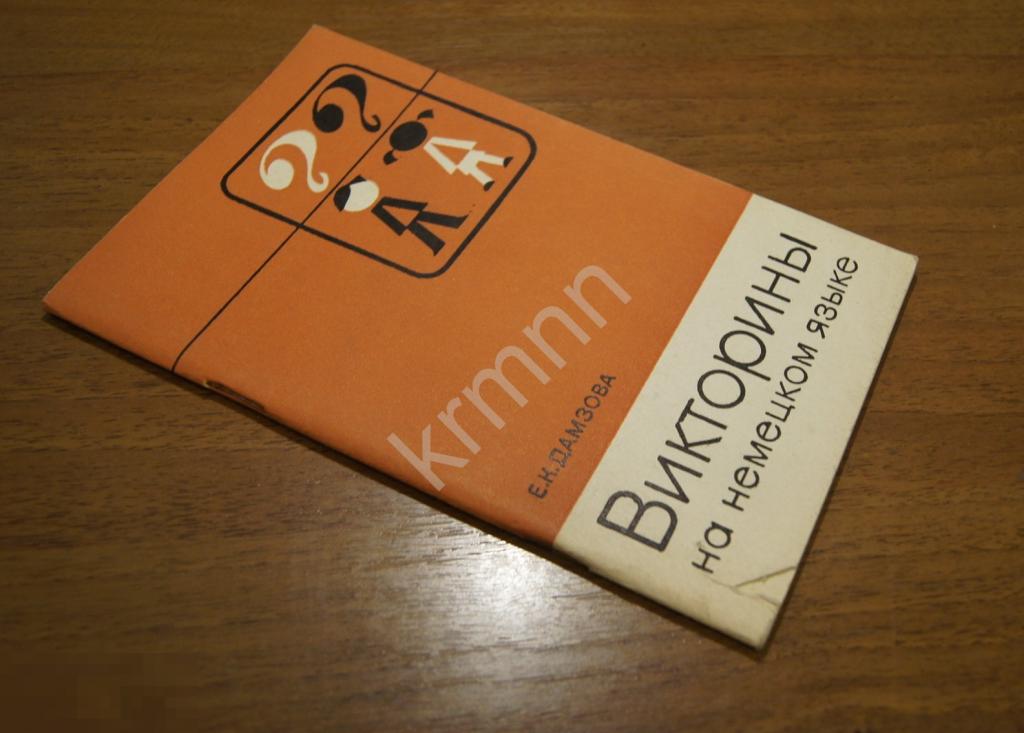 ??
Е.К.ДАМЗОВА
Викторины
на немецком языке
krmnn